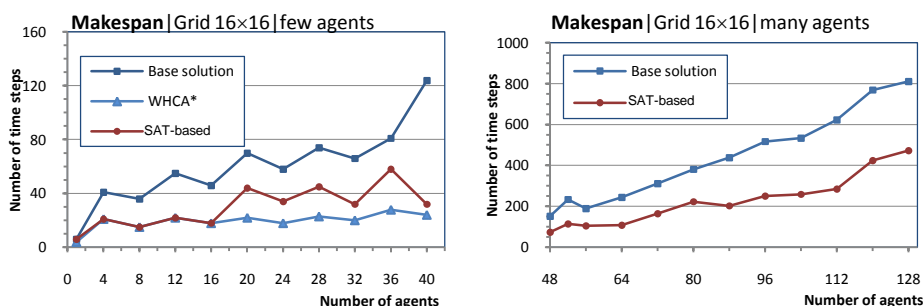 Makespan|Grid 16×16|few agents
160
120
80
40
0
Number of time steps
Base solution
WHCA*
SAT-based
0 4 8 12 16 20 24 28 32 36 40
Number of agents
Makespan|Grid 16×16|many agents
1000
800
600
400
200
0
Number of time steps
Base solution
SAT-based
48 64 80 96 112 128
Number of agents